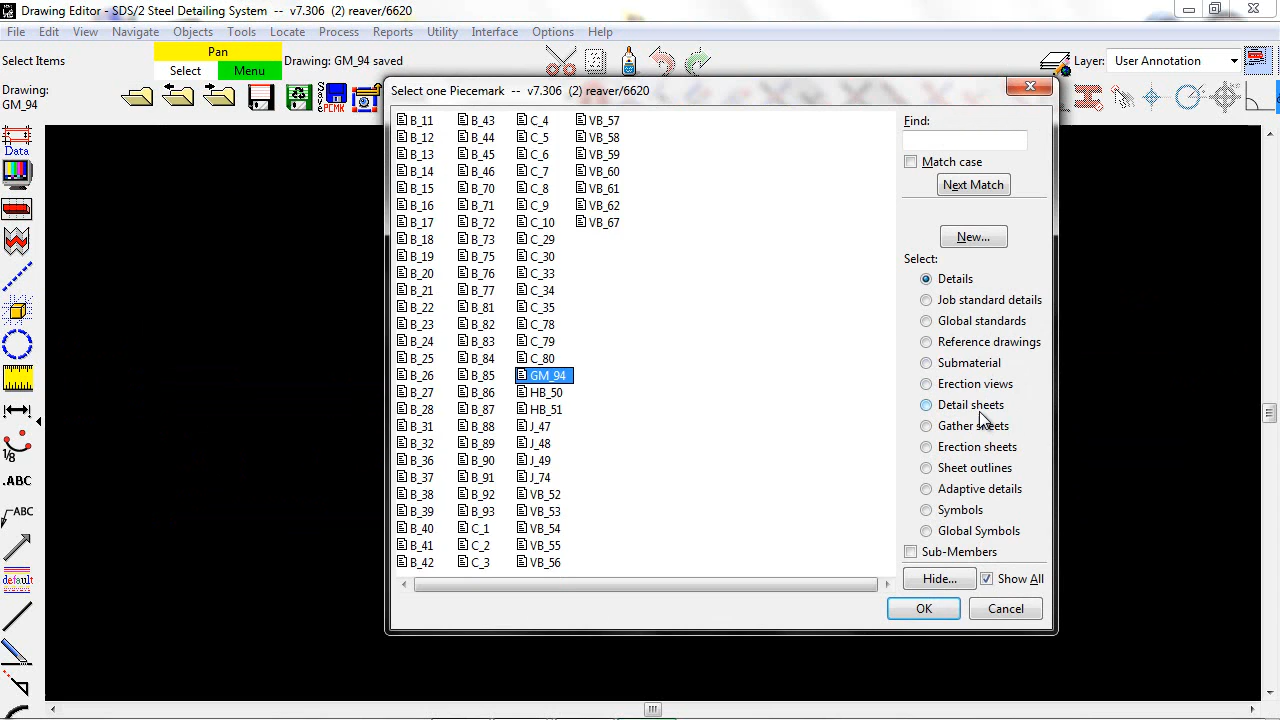 Drawing Editor - SDS/2 Steel Detailing System -- v7.306 (2) reaver/6620
File Edit View Navigate Objects Tools Locate Process Reports Utility Interface Options Help
Select Items
Pan
Select Menu
Drawing: GM_94 saved
Layer: User Annotation
Drawing:
GM_94
PCMK
Data
1/8
.ABC
ABC
default
Select one Piecemark -- v7.306 (2) reaver/6620
B_11 B_43 C_4 VB_57
B_12 B_44 C_5 VB_58
B_13 B_45 C_6 VB_59
B_14 B_46 C_7 VB_60
B_15 B_70 C_8 VB_61
B_16 B_71 C_9 VB_62
B_17 B_72 C_10 VB_67
B_18 B_73 C_29
B_19 B_75 C_30
B_20 B_76 C_33
B_21 B_77 C_34
B_22 B_81 C_35
B_23 B_82 C_78
B_24 B_83 C_79
B_25 B_84 C_80
B_26 B_85 GM_94
B_27 B_86 HB_50
B_28 B_87 HB_51
B_31 B_88 J_47
B_32 B_89 J_48
B_36 B_90 J_49
B_37 B_91 J_74
B_38 B_92 VB_52
B_39 B_93 VB_53
B_40 C_1 VB_54
B_41 C_2 VB_55
B_42 C_3 VB_56
Find:
Match case
Next Match
New...
Select:
Details
Job standard details
Global standards
Reference drawings
Submaterial
Erection views
Detail sheets
Gather sheets
Erection sheets
Sheet outlines
Adaptive details
Symbols
Global Symbols
Sub-Members
Hide... Show All
OK Cancel